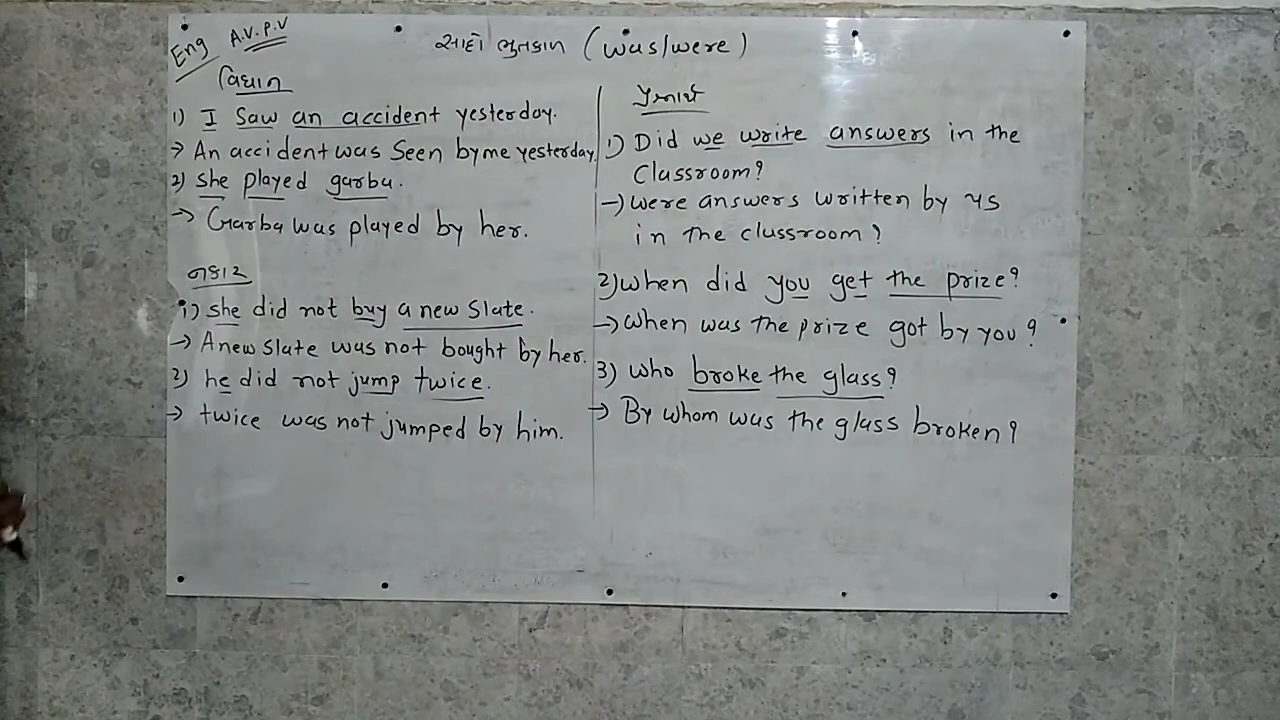 Eng A.V.P.V
સાદો ભૂતકાળ (was/were)
વિધાન
1) I saw an accident yesterday.
→ An accident was seen by me yesterday.
2) she played garba.
→ Garba was played by her.
નકાર
1) she did not buy a new slate.
→ A new slate was not bought by her.
2) he did not jump twice.
→ twice was not jumped by him.
પ્રશ્નાર્થ
1) Did we write answers in the
classroom?
→ were answers written by us
in the classroom?
2) when did you get the prize?
→ when was the prize got by you?
3) who broke the glass?
→ By whom was the glass broken?